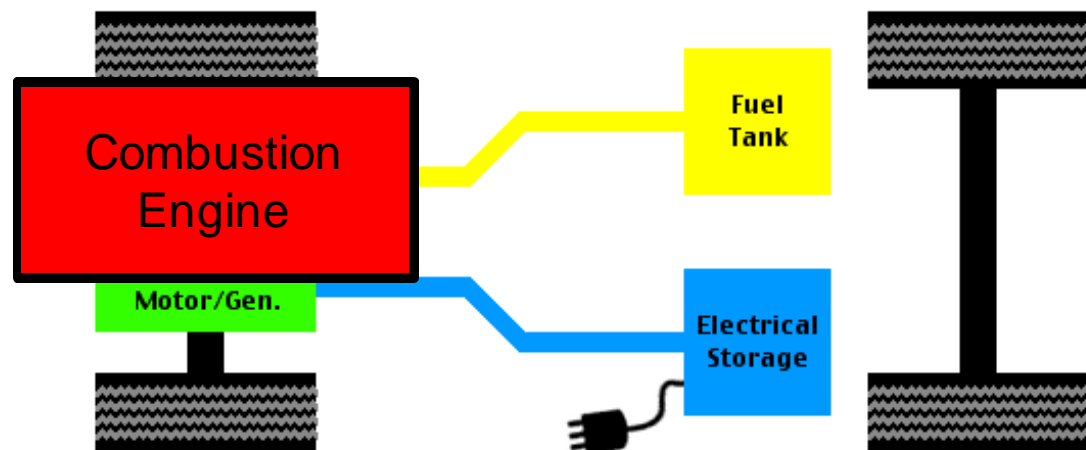 Combustion
Engine
Fuel
Tank
Motor/Gen.
Electrical
Storage